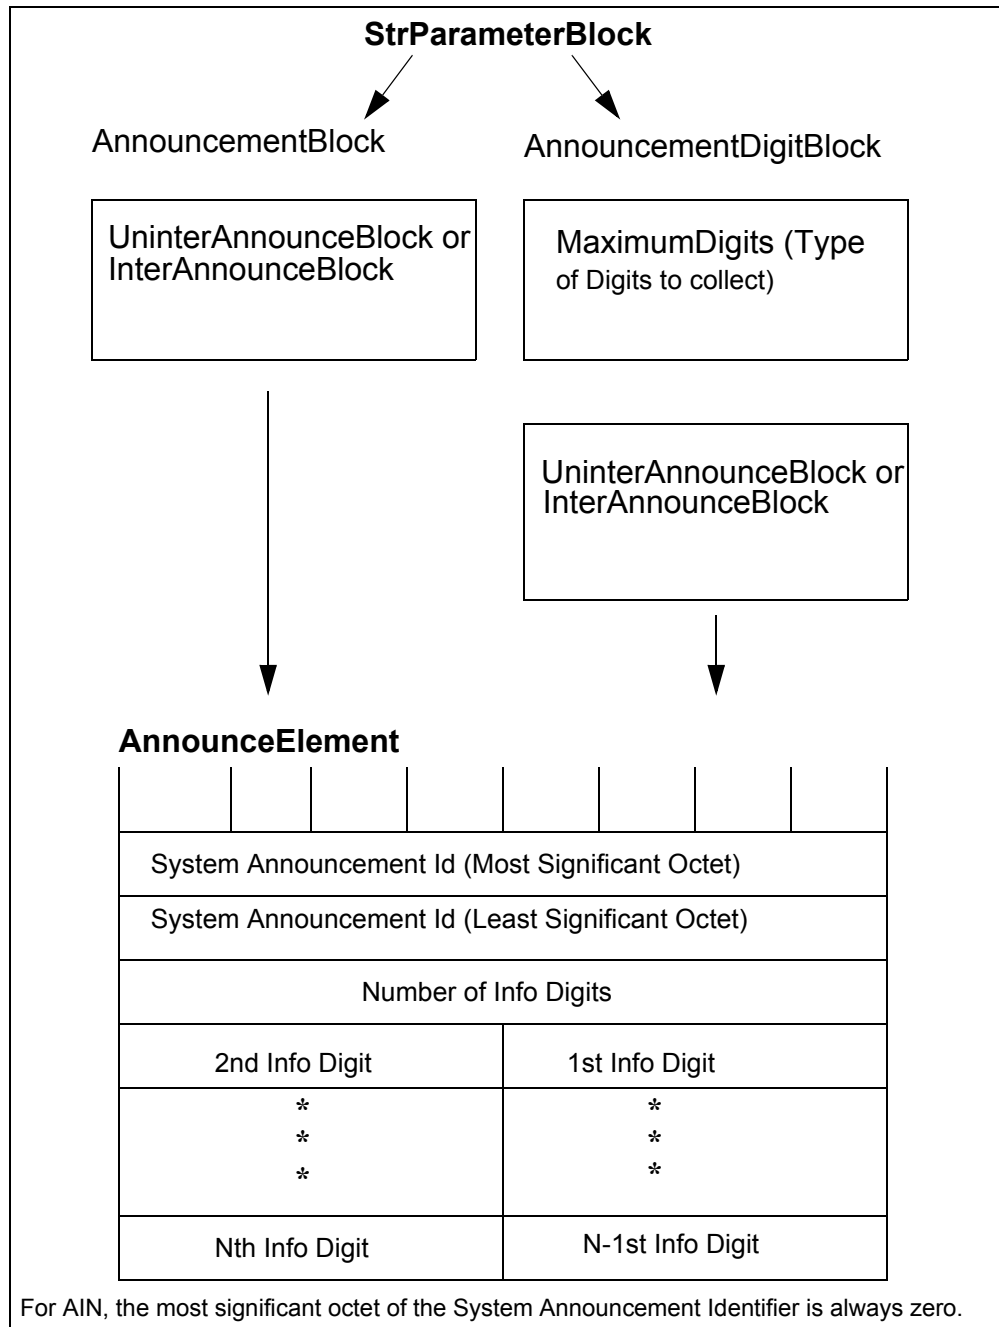 StrParameterBlock
AnnouncementBlock
AnnouncementDigitBlock
UninterAnnounceBlock or
InterAnnounceBlock
MaximumDigits (Type
of Digits to collect)
UninterAnnounceBlock or
InterAnnounceBlock
AnnounceElement
System Announcement Id (Most Significant Octet)
System Announcement Id (Least Significant Octet)
Number of Info Digits
2nd Info Digit
1st Info Digit
* *
* *
* *
Nth Info Digit
N-1st Info Digit
For AIN, the most significant octet of the System Announcement Identifier is always zero.